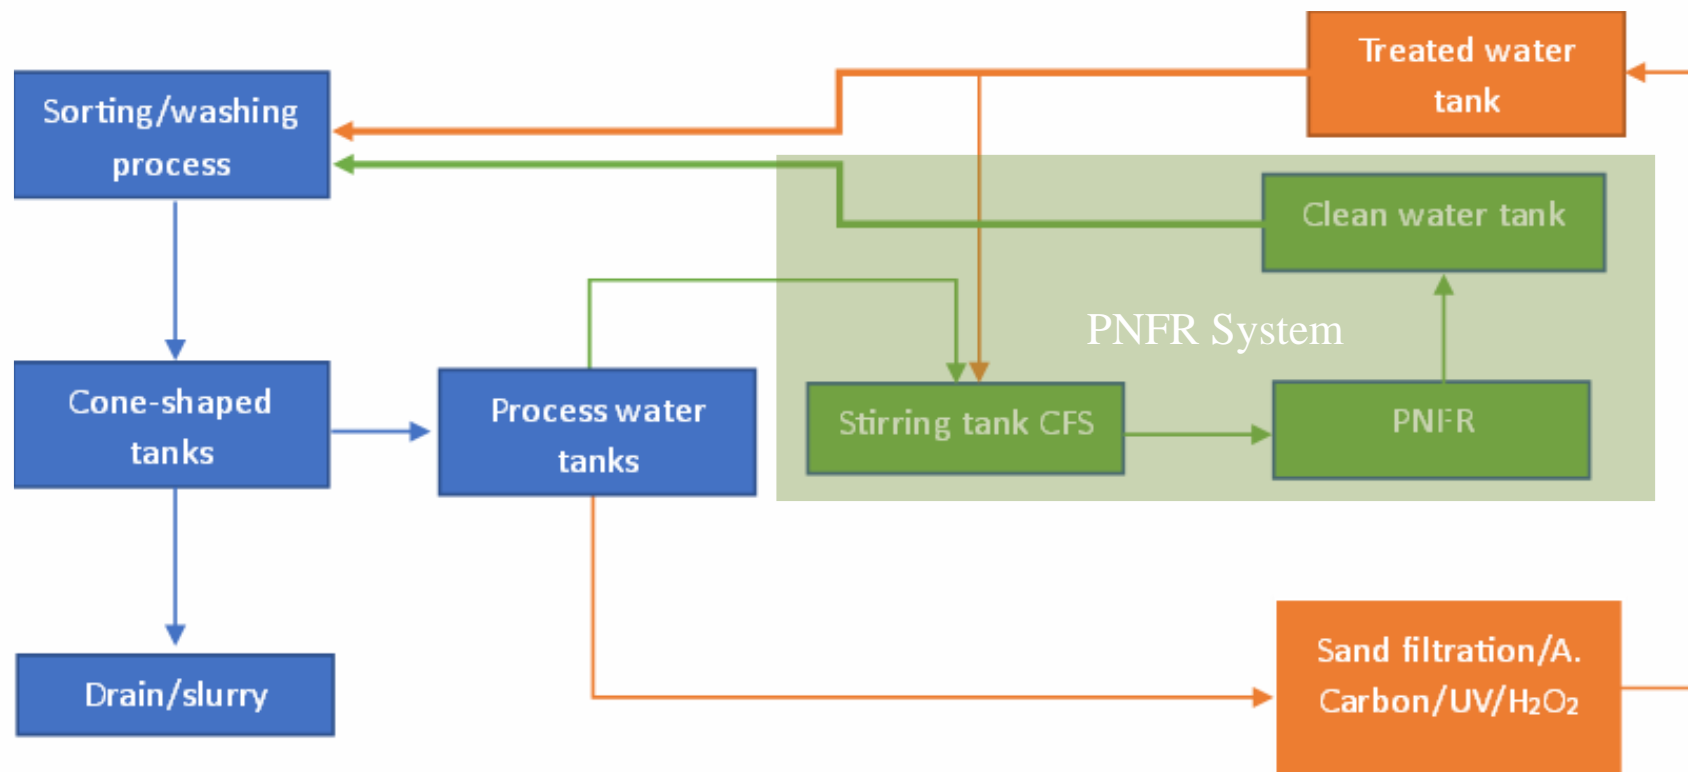 Treated water
tank
Sorting/washing
process
Clean water tank
PNFR System
Cone-shaped
tanks
Process water
tanks
Stirring tank CFS
PNFR
Sand filtration/A.
Carbon/UV/H₂O₂
Drain/slurry